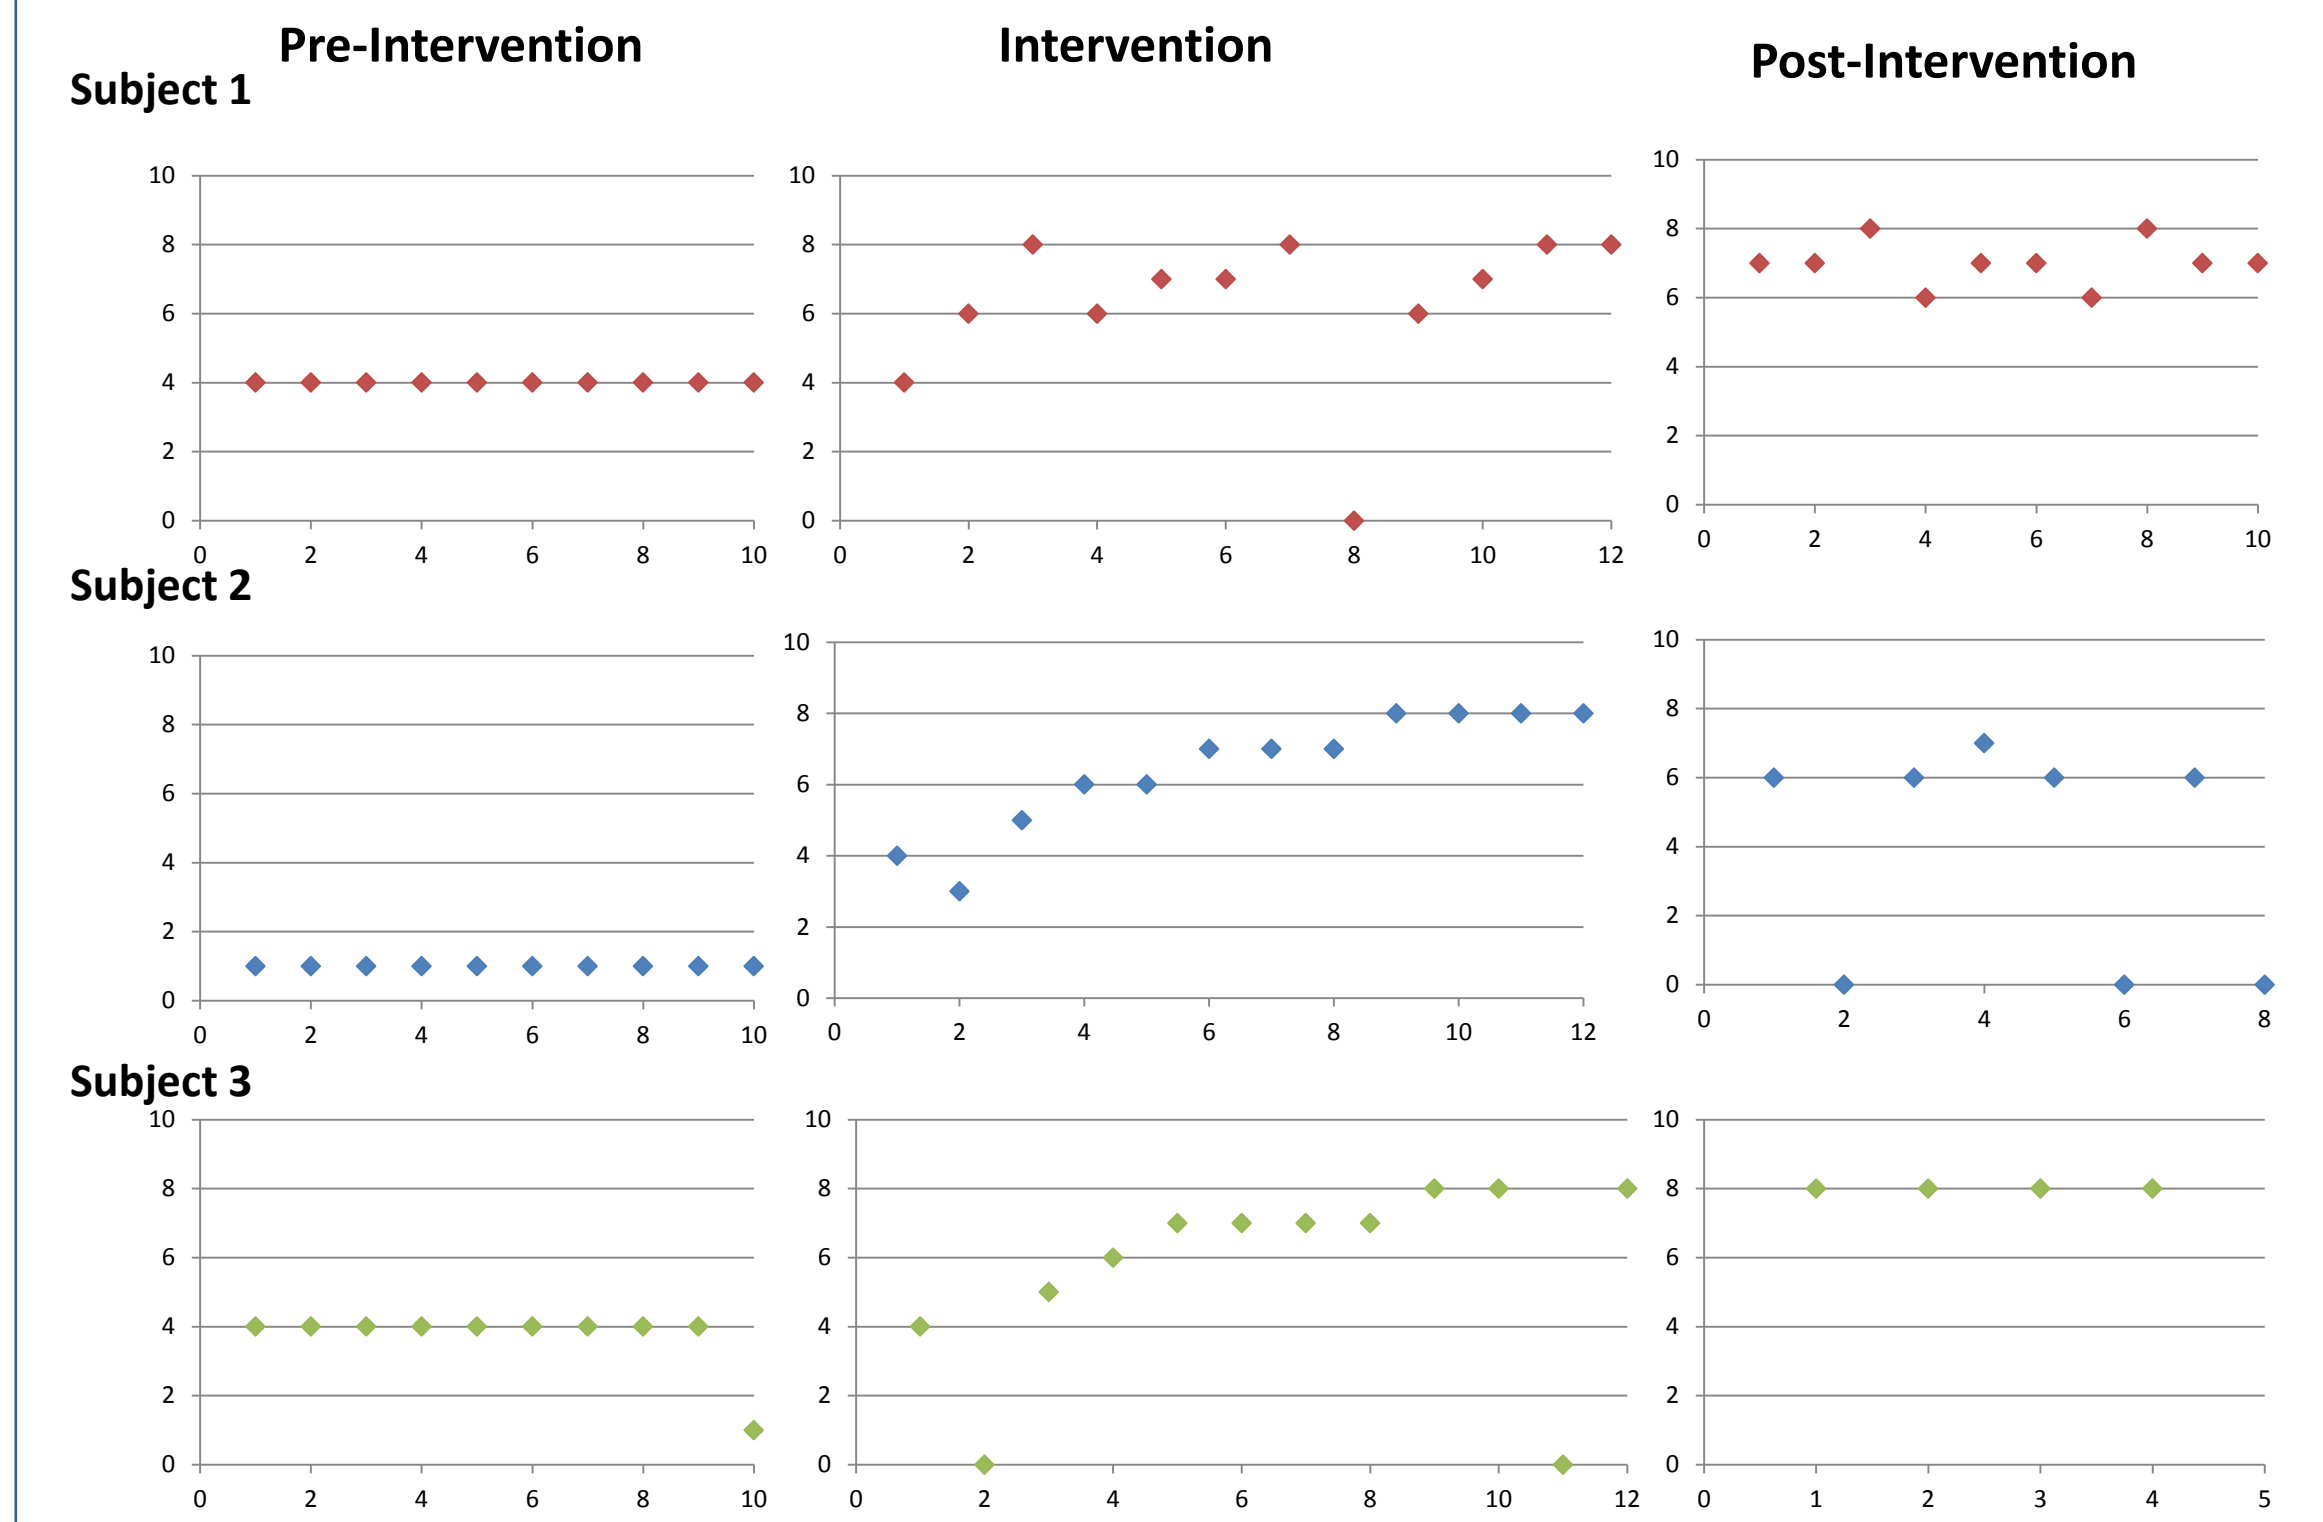 Pre-Intervention Intervention Post-Intervention
Subject 1
10 10 10
8 8 8
6 6 6
4 4 4
2 2 2
0 0 0
0 2 4 6 8 10 0 2 4 6 8 10 12 0 2 4 6 8 10
Subject 2
10 10 10
8 8 8
6 6 6
4 4 4
2 2 2
0 0 0
0 2 4 6 8 10 0 2 4 6 8 10 12 0 2 4 6 8
Subject 3
10 10 10
8 8 8
6 6 6
4 4 4
2 2 2
0 0 0
0 2 4 6 8 10 0 2 4 6 8 10 12 0 1 2 3 4 5